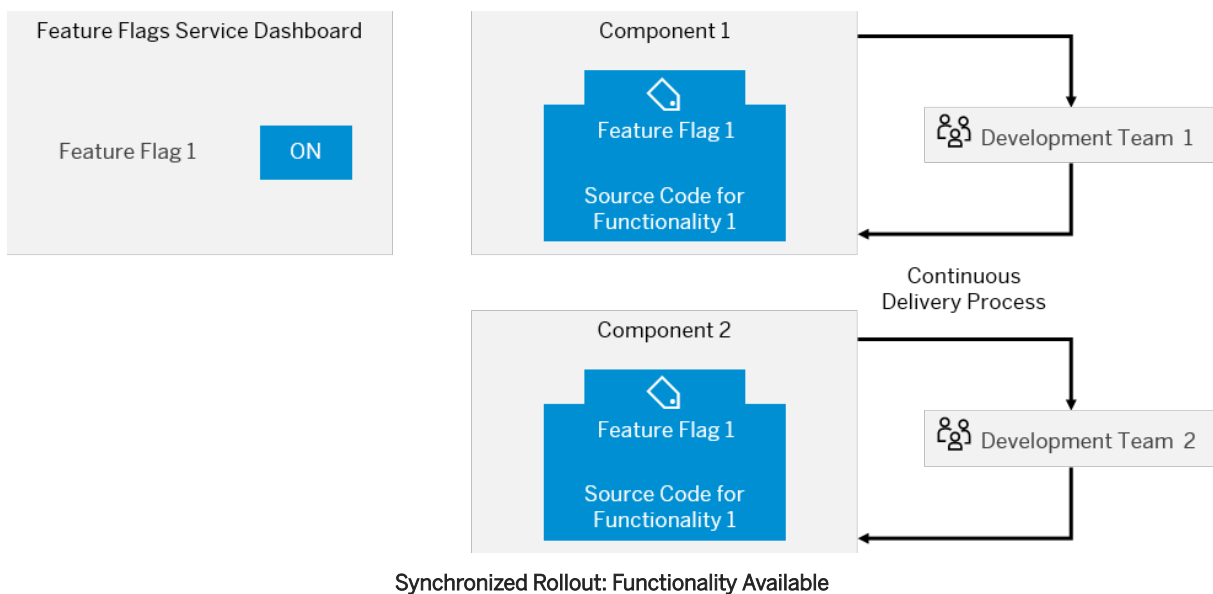 Feature Flags Service Dashboard
Feature Flag 1
ON
Component 1
Feature Flag 1
Source Code for
Functionality 1
Development Team 1
Continuous
Delivery Process
Component 2
Feature Flag 1
Source Code for
Functionality 1
Development Team 2
Synchronized Rollout: Functionality Available